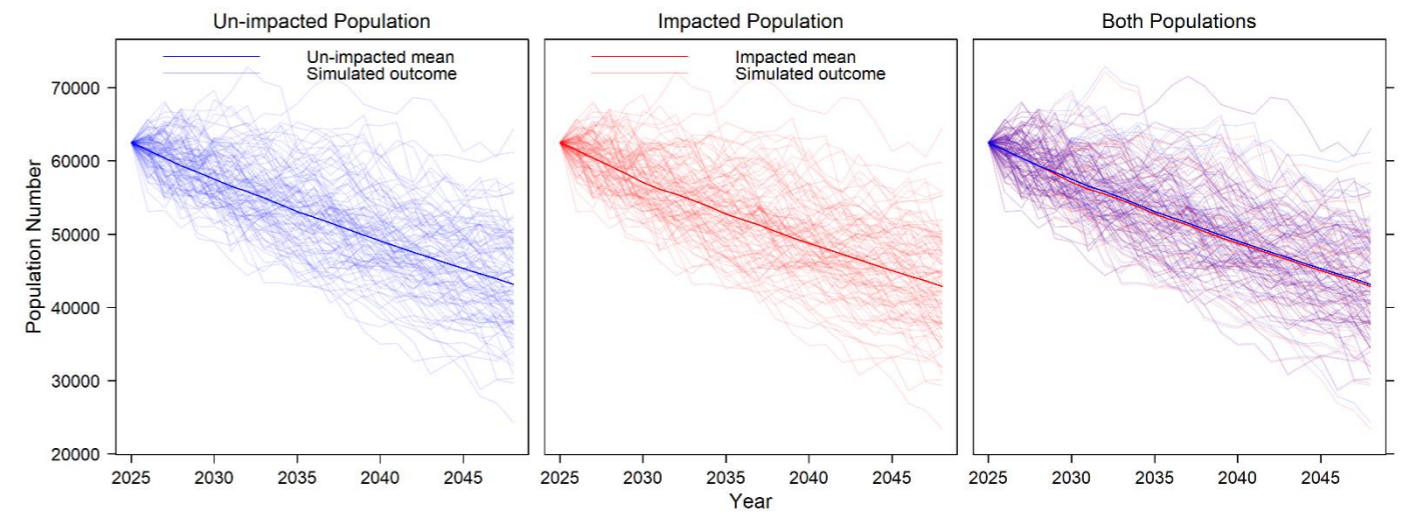 Un-impacted Population
Impacted Population
Both Populations
Un-impacted mean
Simulated outcome
Impacted mean
Simulated outcome
Population Number
70000
60000
50000
40000
30000
20000
2025 2030 2035 2040 2045
2025 2030 2035 2040 2045
2025 2030 2035 2040 2045
Year